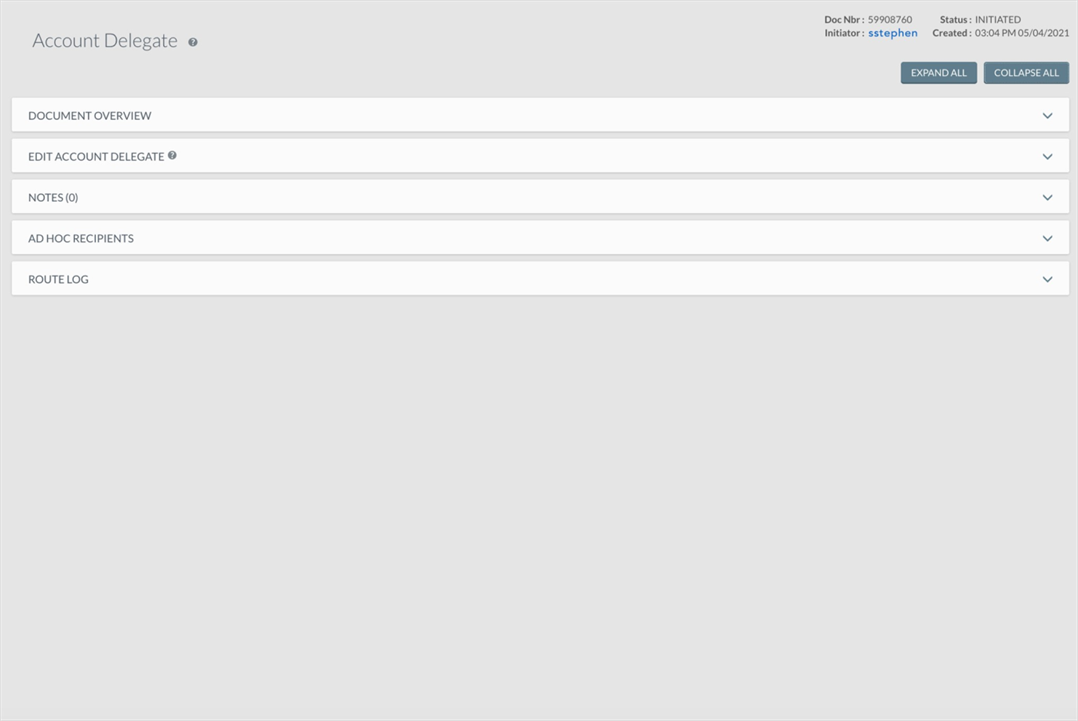 Account Delegate
Doc Nbr : 59908760 Status : INITIATED
Initiator : sstephen Created : 03:04 PM 05/04/2021
EXPAND ALL COLLAPSE ALL
DOCUMENT OVERVIEW
EDIT ACCOUNT DELEGATE ?
NOTES (0)
AD HOC RECIPIENTS
ROUTE LOG